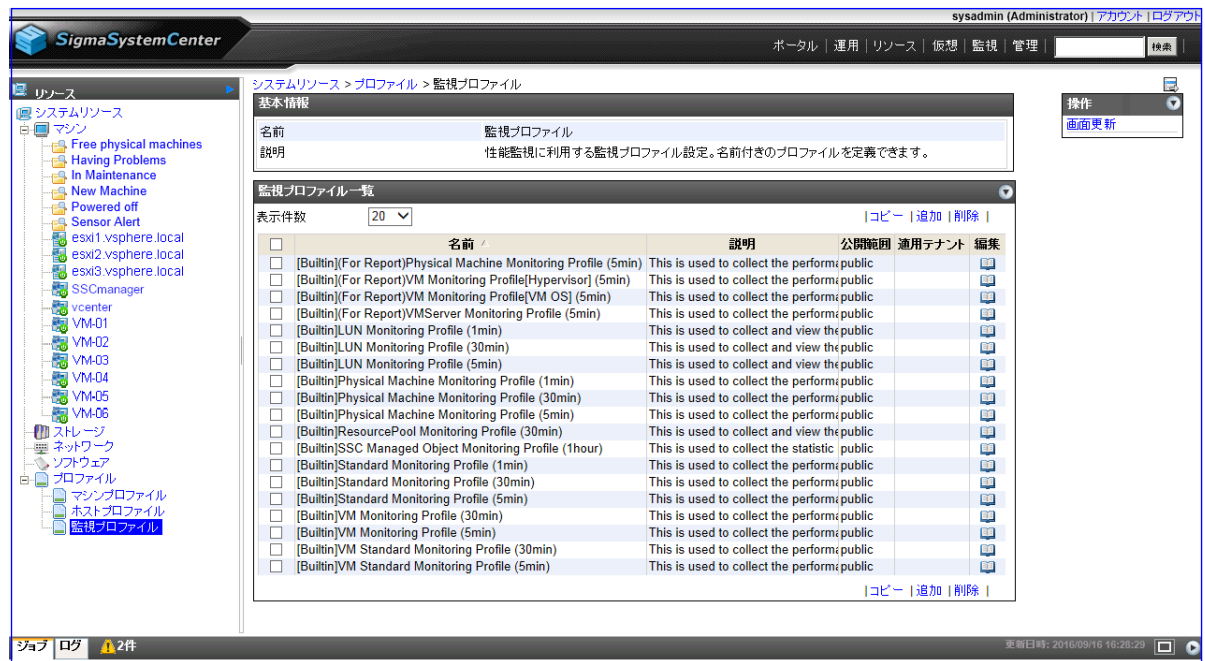 sysadmin (Administrator) | アカウント | ログアウト
SigmaSystemCenter
ポータル | 運用 | リソース | 仮想 | 監視 | 管理 | 検索 |
リソース
システムリソース
マシン
Free physical machines
Having Problems
In Maintenance
New Machine
Powered off
Sensor Alert
esxi1.vsphere.local
esxi2.vsphere.local
esxi3.vsphere.local
SSCmanager
vcenter
VM-01
VM-02
VM-03
VM-04
VM-05
VM-06
ストレージ
ネットワーク
ソフトウェア
プロファイル
マシンプロファイル
ホストプロファイル
監視プロファイル
システムリソース > プロファイル > 監視プロファイル
基本情報
名前 監視プロファイル
説明 性能監視に利用する監視プロファイル設定。名前付きのプロファイルを定義できます。
監視プロファイル一覧
表示件数 20 | コピー | 追加 | 削除 |
名前 説明 公開範囲 適用テナント 編集
[Builtin](For Report)Physical Machine Monitoring Profile (5min) This is used to collect the performa public
[Builtin](For Report)VM Monitoring Profile[Hypervisor] (5min) This is used to collect the performa public
[Builtin](For Report)VM Monitoring Profile[VM OS] (5min) This is used to collect the performa public
[Builtin](For Report)VMServer Monitoring Profile (5min) This is used to collect the performa public
[Builtin]LUN Monitoring Profile (1min) This is used to collect and view the public
[Builtin]LUN Monitoring Profile (30min) This is used to collect and view the public
[Builtin]LUN Monitoring Profile (5min) This is used to collect and view the public
[Builtin]Physical Machine Monitoring Profile (1min) This is used to collect the performa public
[Builtin]Physical Machine Monitoring Profile (30min) This is used to collect the performa public
[Builtin]Physical Machine Monitoring Profile (5min) This is used to collect the performa public
[Builtin]ResourcePool Monitoring Profile (30min) This is used to collect and view the public
[Builtin]SSC Managed Object Monitoring Profile (1hour) This is used to collect the statistic public
[Builtin]Standard Monitoring Profile (1min) This is used to collect the performa public
[Builtin]Standard Monitoring Profile (30min) This is used to collect the performa public
[Builtin]Standard Monitoring Profile (5min) This is used to collect the performa public
[Builtin]VM Monitoring Profile (30min) This is used to collect the performa public
[Builtin]VM Monitoring Profile (5min) This is used to collect the performa public
[Builtin]VM Standard Monitoring Profile (30min) This is used to collect the performa public
[Builtin]VM Standard Monitoring Profile (5min) This is used to collect the performa public
| コピー | 追加 | 削除 |
操作
画面更新
ジョブ ログ 2件 更新日時: 2016/09/16 16:28:29